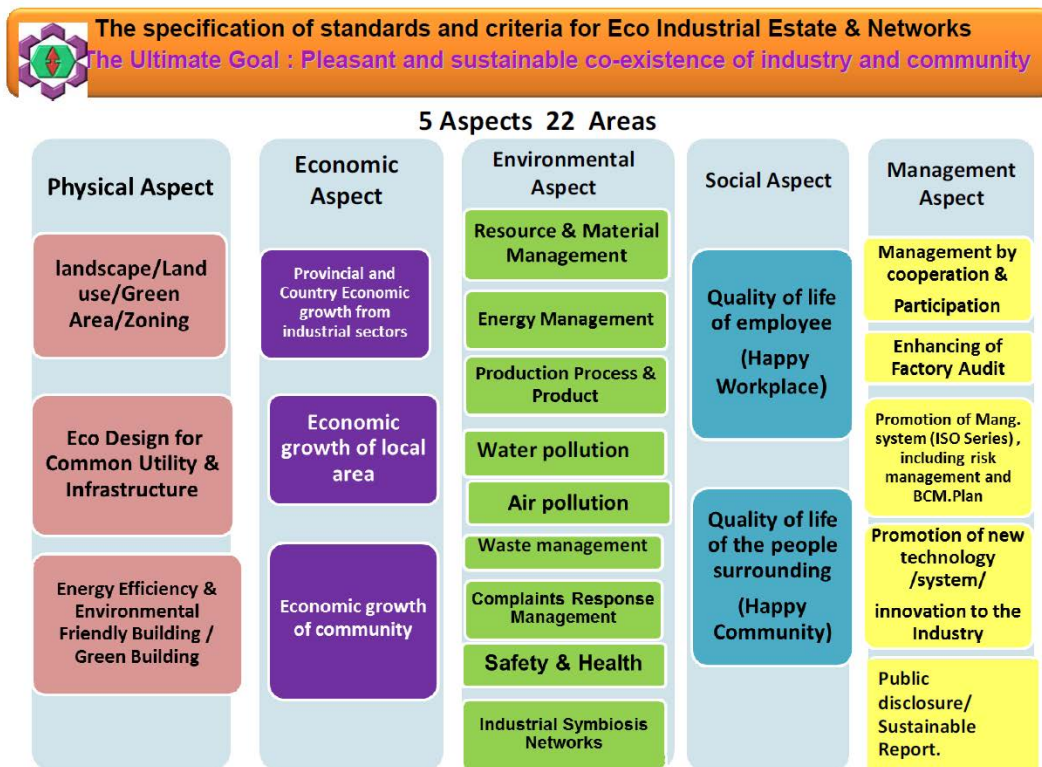 The specification of standards and criteria for Eco Industrial Estate & Networks
The Ultimate Goal : Pleasant and sustainable co-existence of industry and community
5 Aspects 22 Areas
Physical Aspect
landscape/Land
use/Green
Area/Zoning
Eco Design for
Common Utility &
Infrastructure
Energy Efficiency &
Environmental
Friendly Building /
Green Building
Economic
Aspect
Provincial and
Country Economic
growth from
industrial sectors
Economic
growth of local
area
Economic growth
of community
Environmental
Aspect
Resource & Material
Management
Energy Management
Production Process &
Product
Water pollution
Air pollution
Waste management
Complaints Response
Management
Safety & Health
Industrial Symbiosis
Networks
Social Aspect
Quality of life
of employee
(Happy
Workplace)
Quality of life
of the people
surrounding
(Happy
Community)
Management
Aspect
Management by
cooperation &
Participation
Enhancing of
Factory Audit
Promotion of Mang.
system (ISO Series) ,
including risk
management and
BCM.Plan
Promotion of new
technology
/system/
innovation to the
Industry
Public
disclosure/
Sustainable
Report.